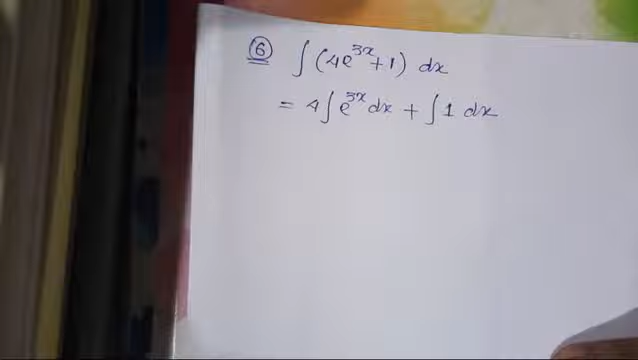 ⑥ ∫ (4e^{3x} + 1) dx
= 4∫ e^{3x} dx + ∫ 1 dx